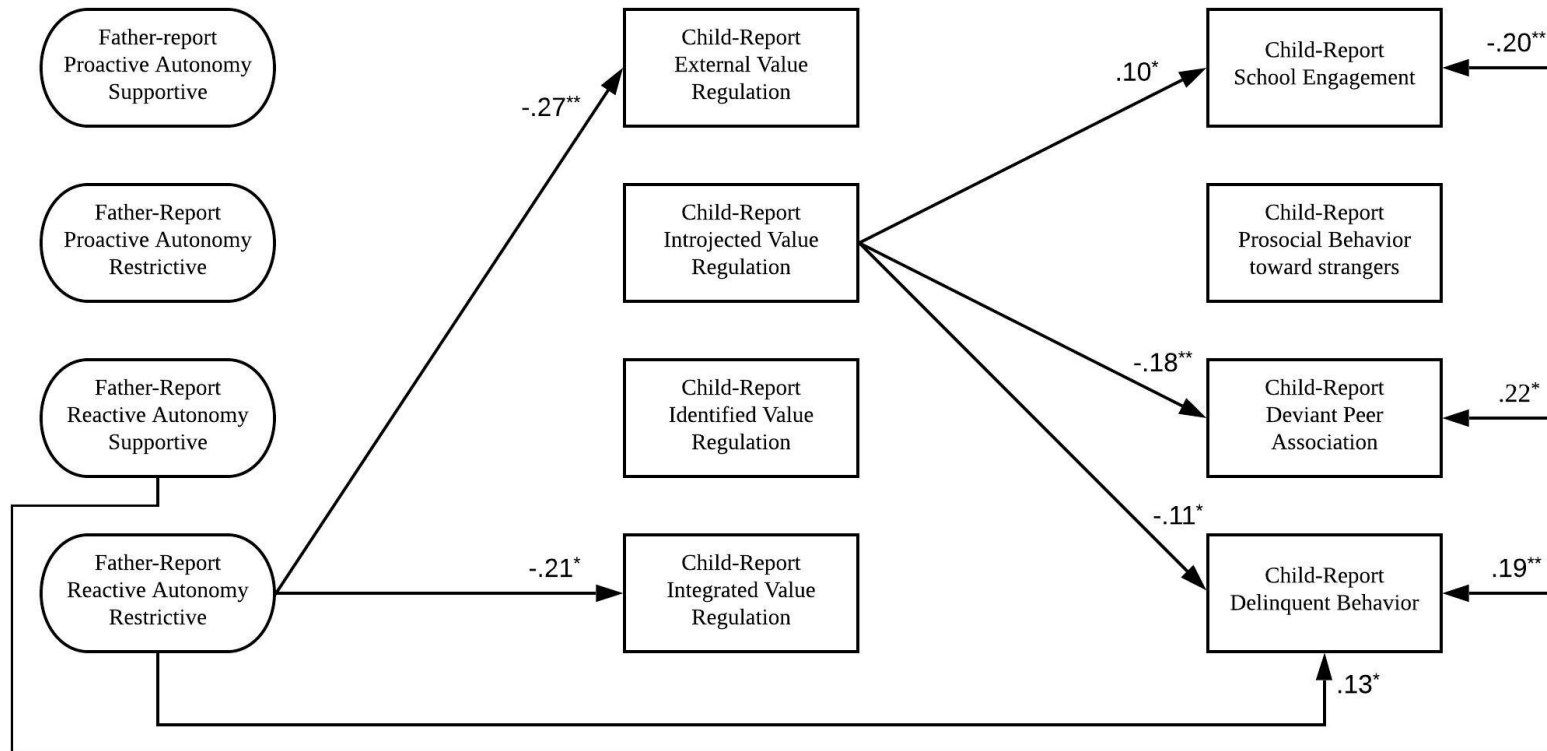 Father-report
Proactive Autonomy
Supportive
Child-Report
External Value
Regulation
Child-Report
School Engagement
-.20**
.10*
-.27**
Father-Report
Proactive Autonomy
Restrictive
Child-Report
Introjected Value
Regulation
Child-Report
Prosocial Behavior
toward strangers
Father-Report
Reactive Autonomy
Supportive
Child-Report
Identified Value
Regulation
-.18**
Child-Report
Deviant Peer
Association
.22*
Father-Report
Reactive Autonomy
Restrictive
-.21*
Child-Report
Integrated Value
Regulation
-.11*
Child-Report
Delinquent Behavior
.19**
.13*